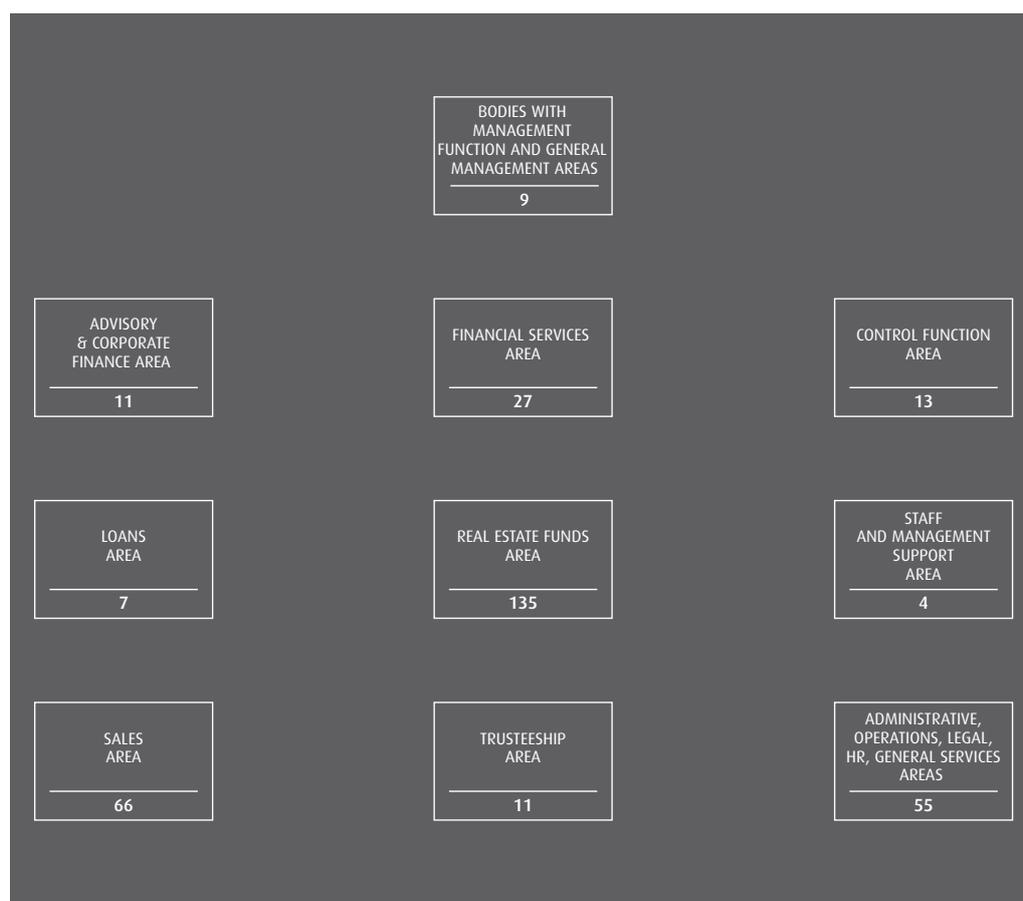 BODIES WITH
MANAGEMENT
FUNCTION AND GENERAL
MANAGEMENT AREAS
9
ADVISORY
& CORPORATE
FINANCE AREA
11
FINANCIAL SERVICES
AREA
27
CONTROL FUNCTION
AREA
13
LOANS
AREA
7
REAL ESTATE FUNDS
AREA
135
STAFF
AND MANAGEMENT
SUPPORT
AREA
4
SALES
AREA
66
TRUSTEESHIP
AREA
11
ADMINISTRATIVE,
OPERATIONS, LEGAL,
HR, GENERAL SERVICES
AREAS
55